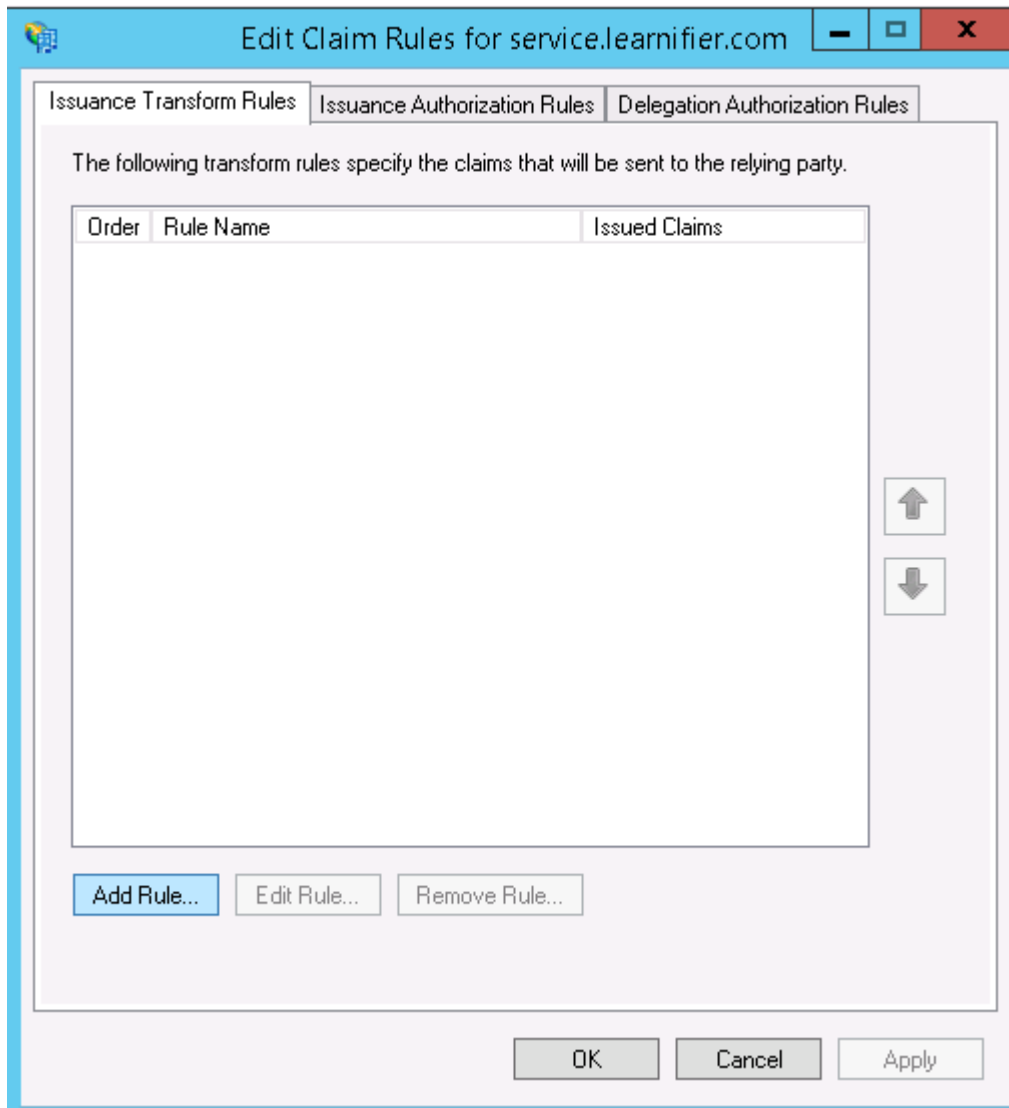 Edit Claim Rules for service.learnifier.com
Issuance Transform Rules Issuance Authorization Rules Delegation Authorization Rules
The following transform rules specify the claims that will be sent to the relying party.
Order Rule Name Issued Claims
Add Rule... Edit Rule... Remove Rule...
OK Cancel Apply